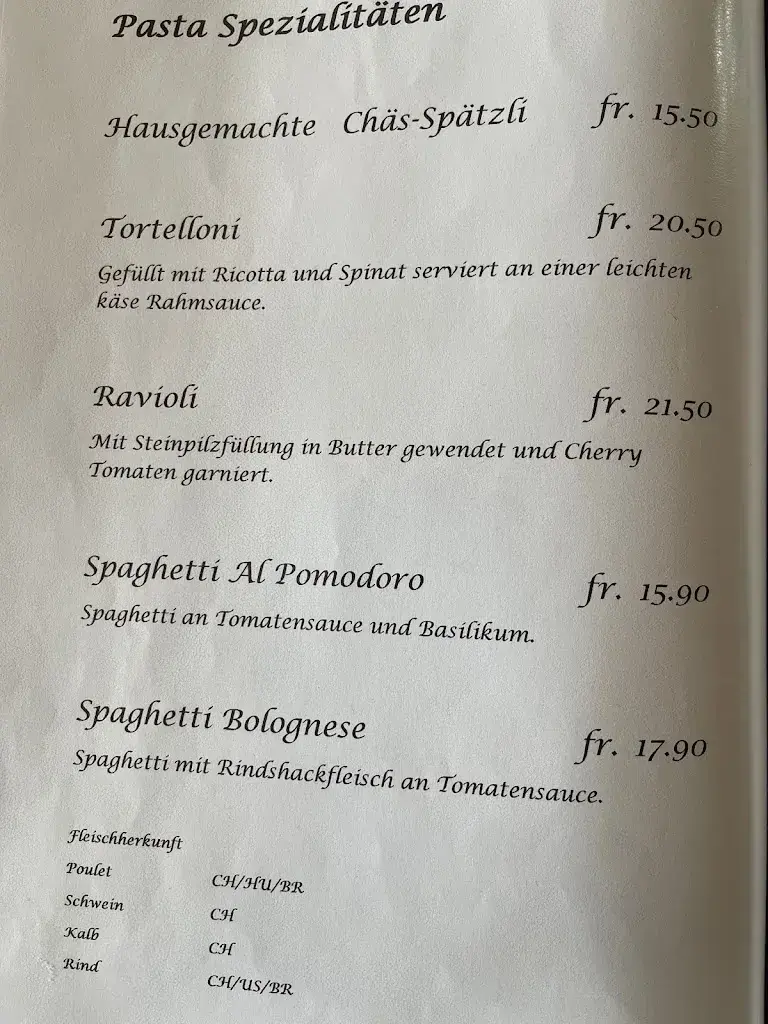 Pasta Spezialitäten
Hausgemachte Chäs-Spätzli fr. 15.50
Tortelloni fr. 20.50
Gefüllt mit Ricotta und Spinat serviert an einer leichten
käse Rahmsauce.
Ravioli fr. 21.50
Mit Steinpilzfüllung in Butter gewendet und Cherry
Tomaten garniert.
Spaghetti Al Pomodoro fr. 15.90
Spaghetti an Tomatensauce und Basilikum.
Spaghetti Bolognese fr. 17.90
Spaghetti mit Rindshackfleisch an Tomatensauce.
Fleischherkunft
Poulet CH/HU/BR
Schwein CH
Kalb CH
Rind CH/US/BR